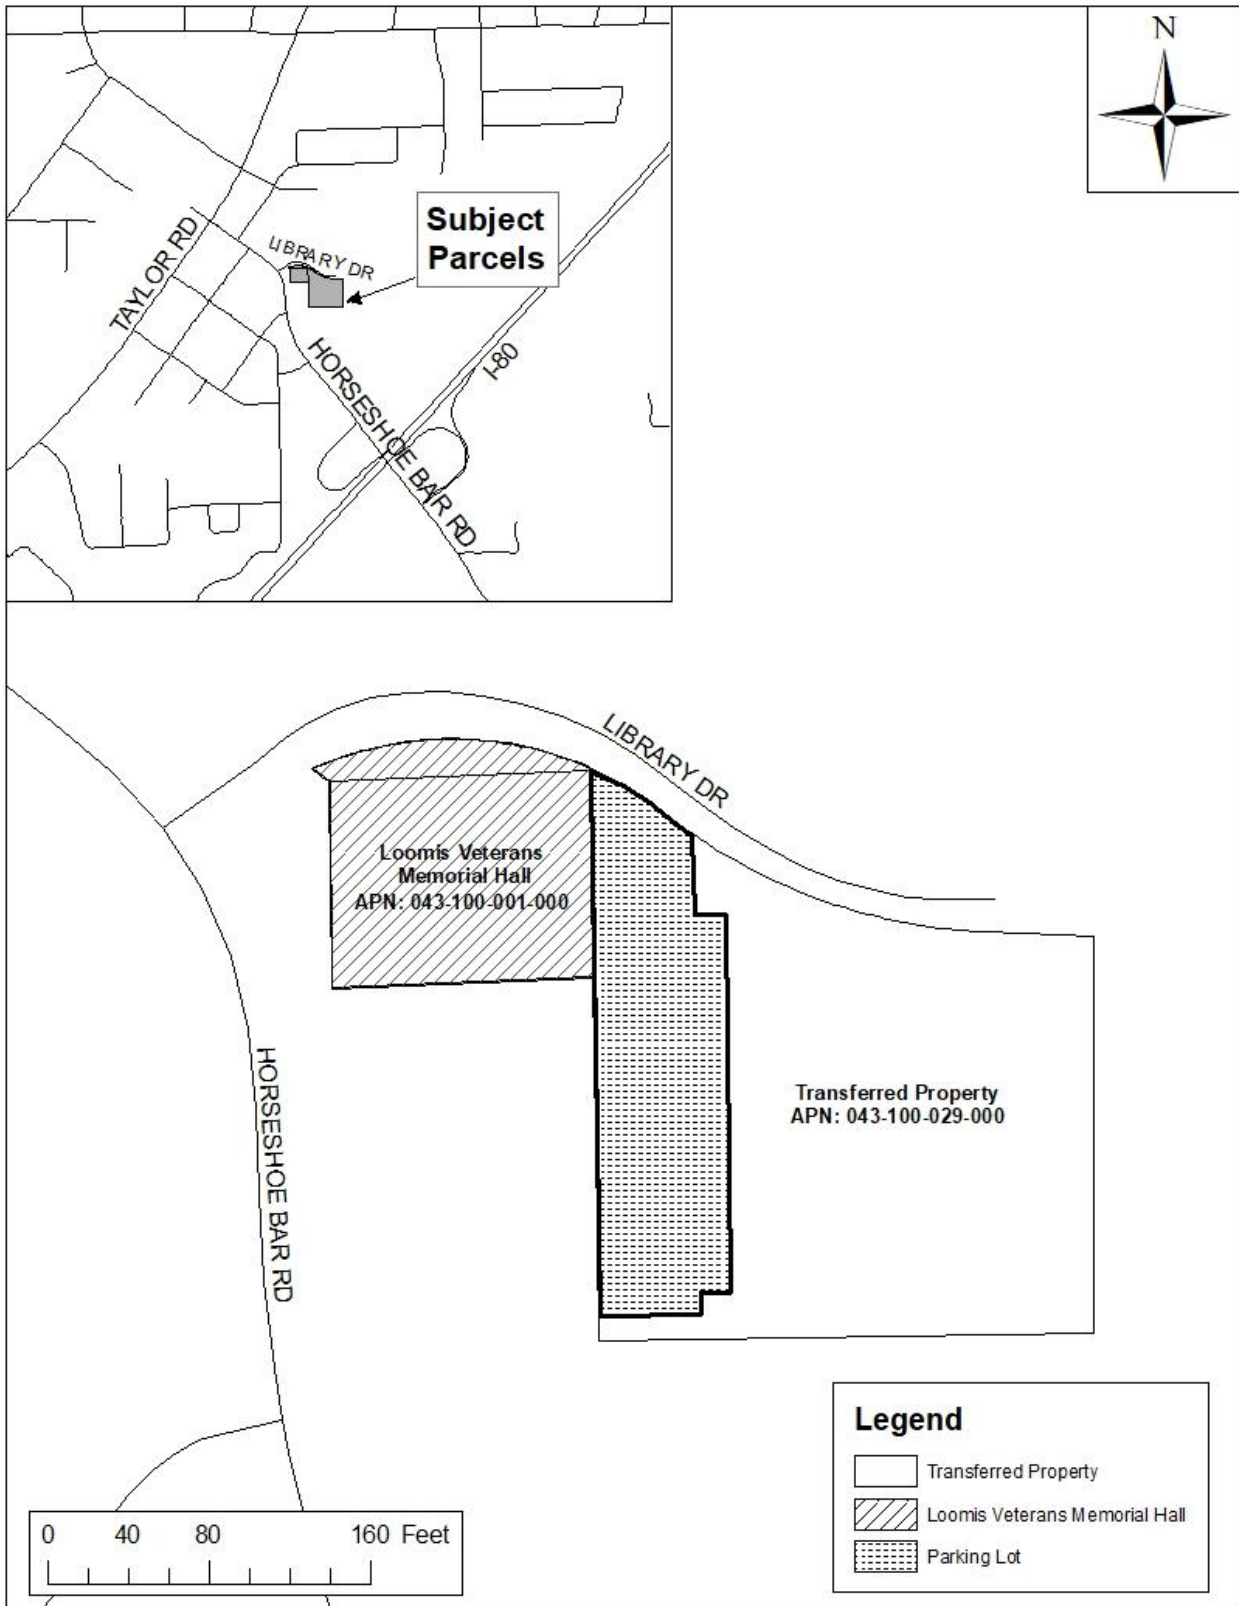 N
Subject
Parcels
LIBRARY DR
TAYLOR RD
I-80
HORSESHOE BAR RD
LIBRARY DR
Loomis Veterans
Memorial Hall
APN: 043-100-001-000
Transferred Property
APN: 043-100-029-000
HORSESHOE BAR RD
Legend
Transferred Property
Loomis Veterans Memorial Hall
Parking Lot
0 40 80 160 Feet